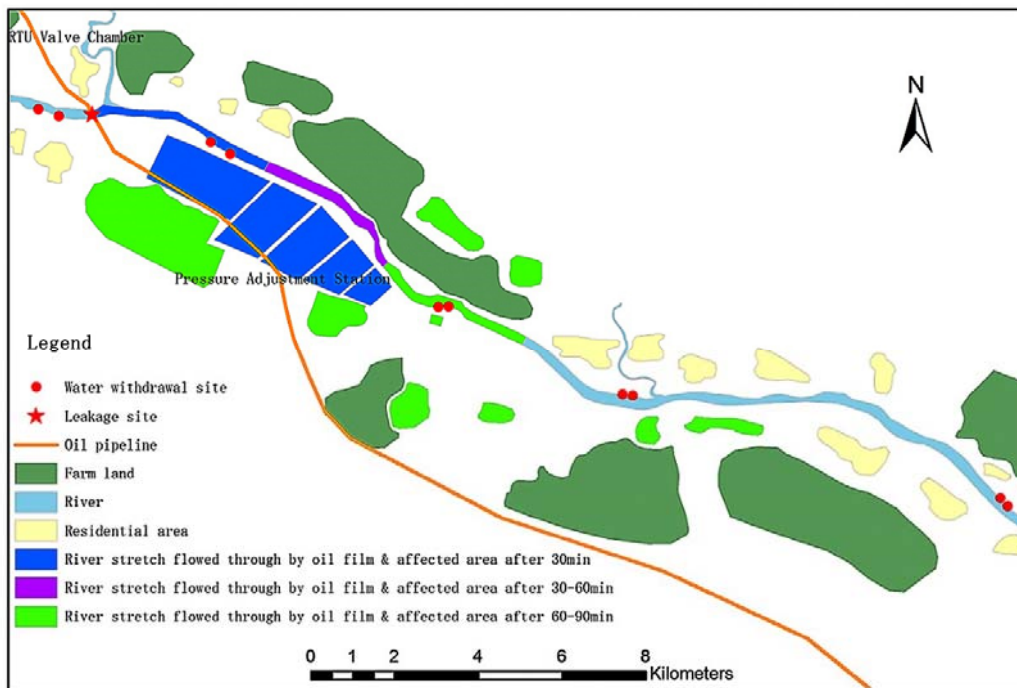 RTU Valve Chamber
N
Pressure Adjustment Station
Legend
Water withdrawal site
Leakage site
Oil pipeline
Farm land
River
Residential area
River stretch flowed through by oil film & affected area after 30min
River stretch flowed through by oil film & affected area after 30-60min
River stretch flowed through by oil film & affected area after 60-90min
0 1 2 4 6 8
Kilometers